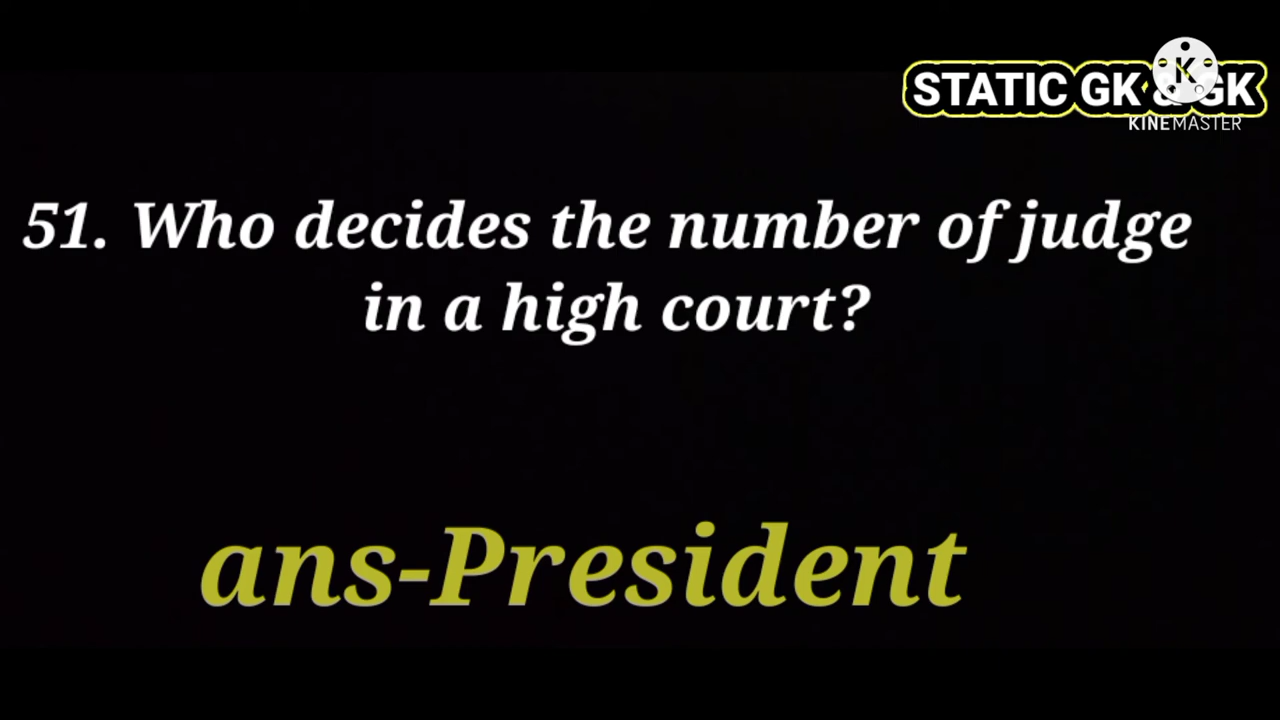 STATIC GK & GK
KINEMASTER
51. Who decides the number of judge
in a high court?
ans-President